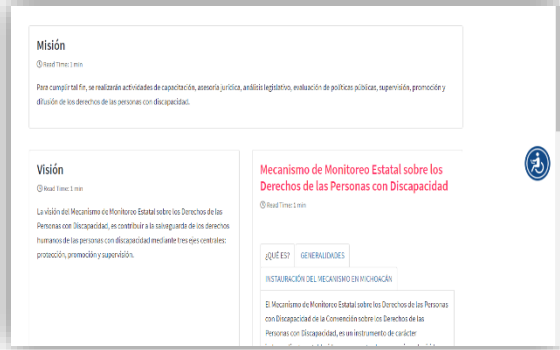 Misión
Read Time: 1 min
Para cumplir tal fin, se realizarán actividades de capacitación, asesoría jurídica, análisis legislativo, evaluación de políticas públicas, supervisión, promoción y
difusión de los derechos de las personas con discapacidad.
Visión
Read Time: 1 min
La visión del Mecanismo de Monitoreo Estatal sobre los Derechos de las
Personas con Discapacidad, es contribuir a la salvaguarda de los derechos
humanos de las personas con discapacidad mediante tres ejes centrales:
protección, promoción y supervisión.
Mecanismo de Monitoreo Estatal sobre los
Derechos de las Personas con Discapacidad
Read Time: 1 min
¿QUÉ ES? GENERALIDADES
INSTAURACIÓN DEL MECANISMO EN MICHOACÁN
El Mecanismo de Monitoreo Estatal sobre los Derechos de las Personas
con Discapacidad de la Convención sobre los Derechos de las
Personas con Discapacidad, es un instrumento de carácter